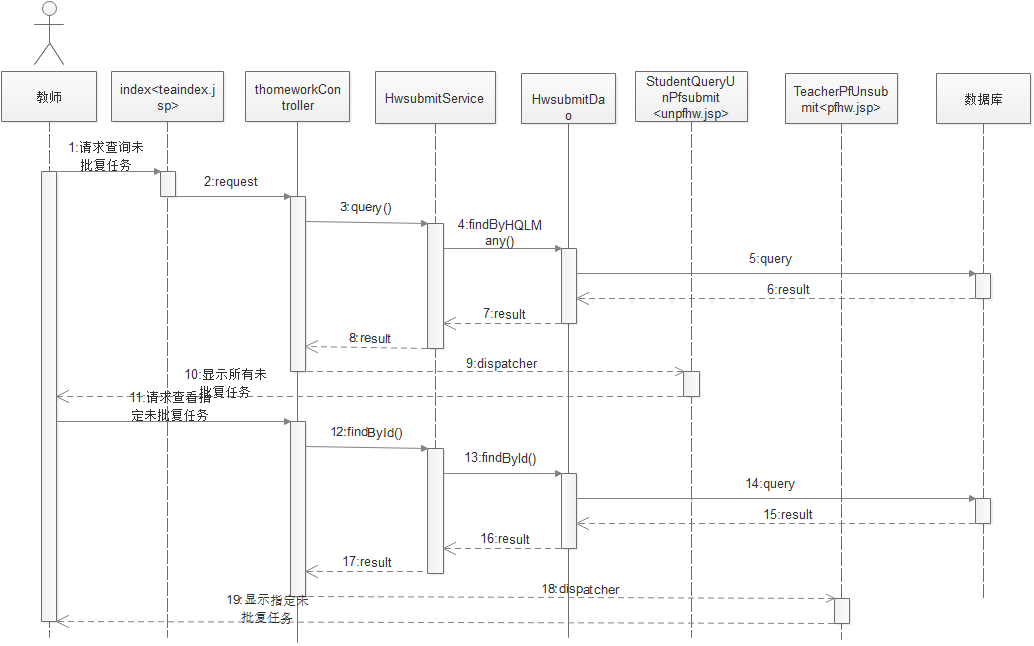 教师
index<teaindex.j
sp>
thomeworkCon
troller
HwsubmitService
HwsubmitDa
o
StudentQueryU
nPfsubmit
<unpfhw.jsp>
TeacherPfUnsub
mit<pfhw.jsp>
数据库
1:请求查询未
批复任务
2:request
3:query()
4:findByHQLM
any()
5:query
6:result
7:result
8:result
9:dispatcher
10:显示所有未
批复任务
11:请求查看指
定未批复任务
12:findById()
13:findById()
14:query
15:result
16:result
17:result
18:dispatcher
19:显示指定未
批复任务